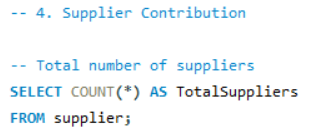 -- 4. Supplier Contribution
-- Total number of suppliers
SELECT COUNT(*) AS TotalSuppliers
FROM supplier;